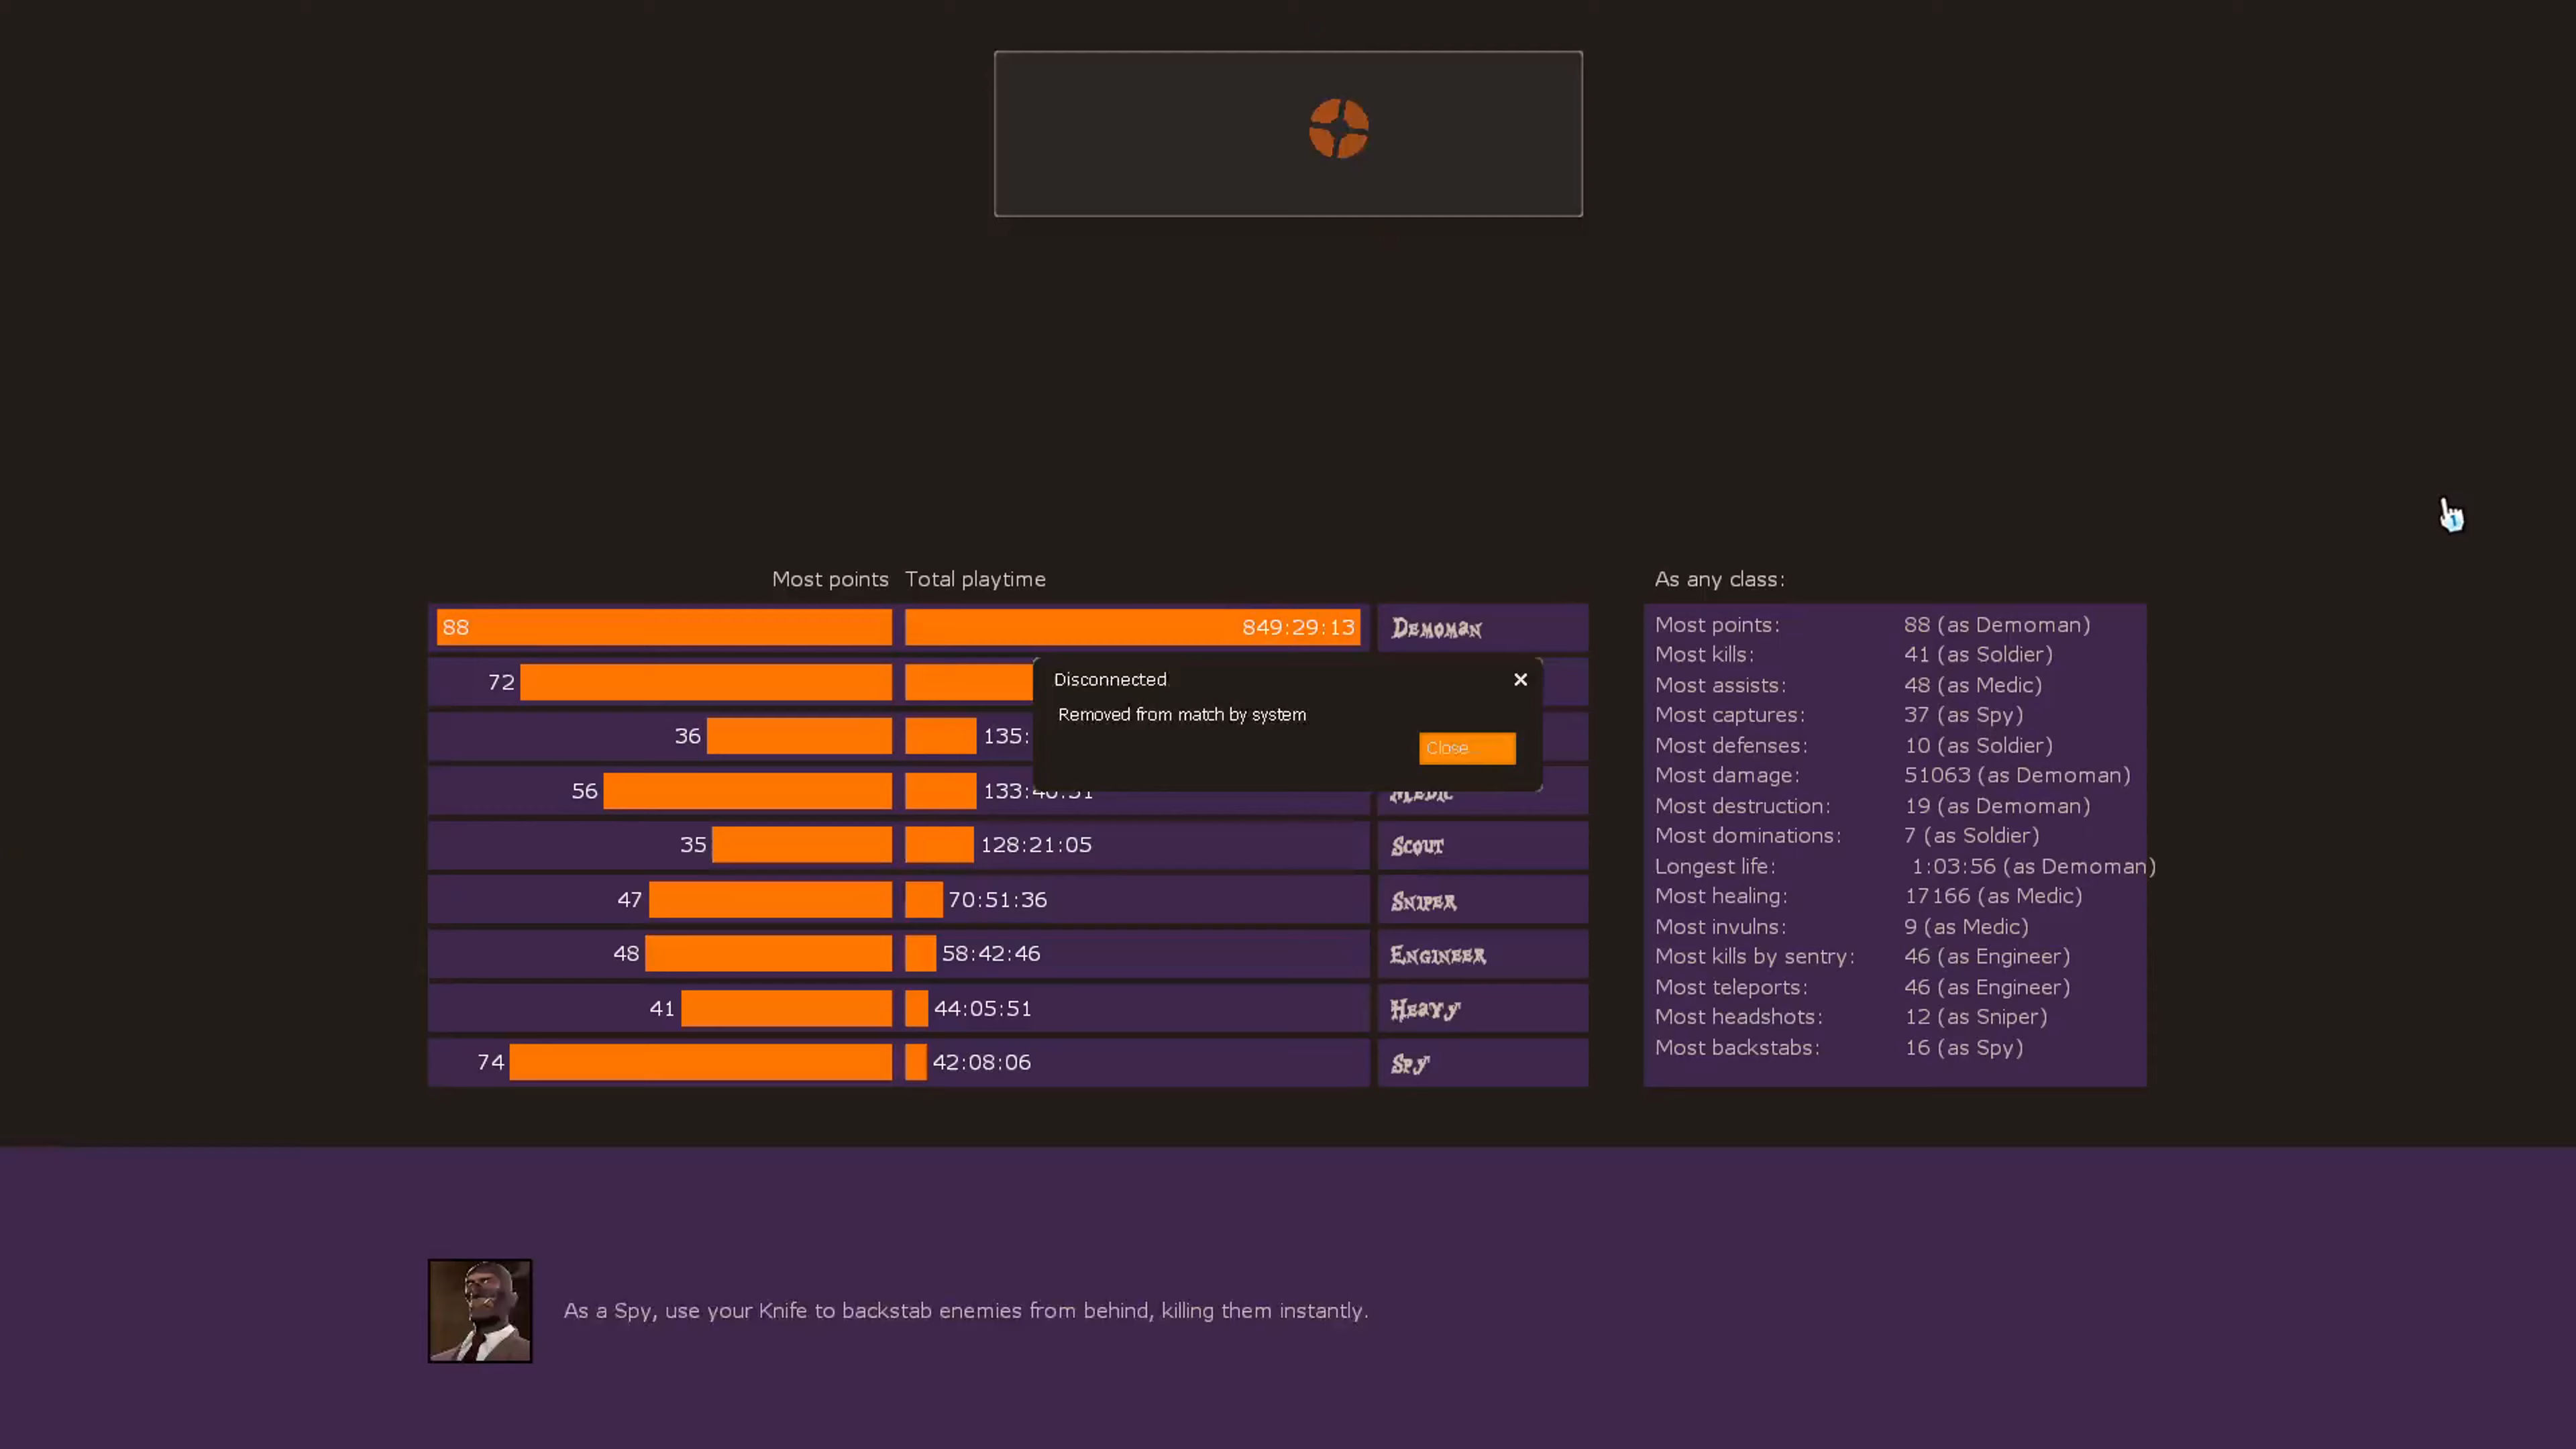 Most points Total playtime As any class:
88 849:29:13 Demoman
72
36 135:
56 133:40:51 Medic
35 128:21:05 Scout
47 70:51:36 Sniper
48 58:42:46 Engineer
41 44:05:51 Heavy
74 42:08:06 Spy
Disconnected
Removed from match by system
Close
Most points: 88 (as Demoman)
Most kills: 41 (as Soldier)
Most assists: 48 (as Medic)
Most captures: 37 (as Spy)
Most defenses: 10 (as Soldier)
Most damage: 51063 (as Demoman)
Most destruction: 19 (as Demoman)
Most dominations: 7 (as Soldier)
Longest life: 1:03:56 (as Demoman)
Most healing: 17166 (as Medic)
Most invulns: 9 (as Medic)
Most kills by sentry: 46 (as Engineer)
Most teleports: 46 (as Engineer)
Most headshots: 12 (as Sniper)
Most backstabs: 16 (as Spy)
As a Spy, use your Knife to backstab enemies from behind, killing them instantly.